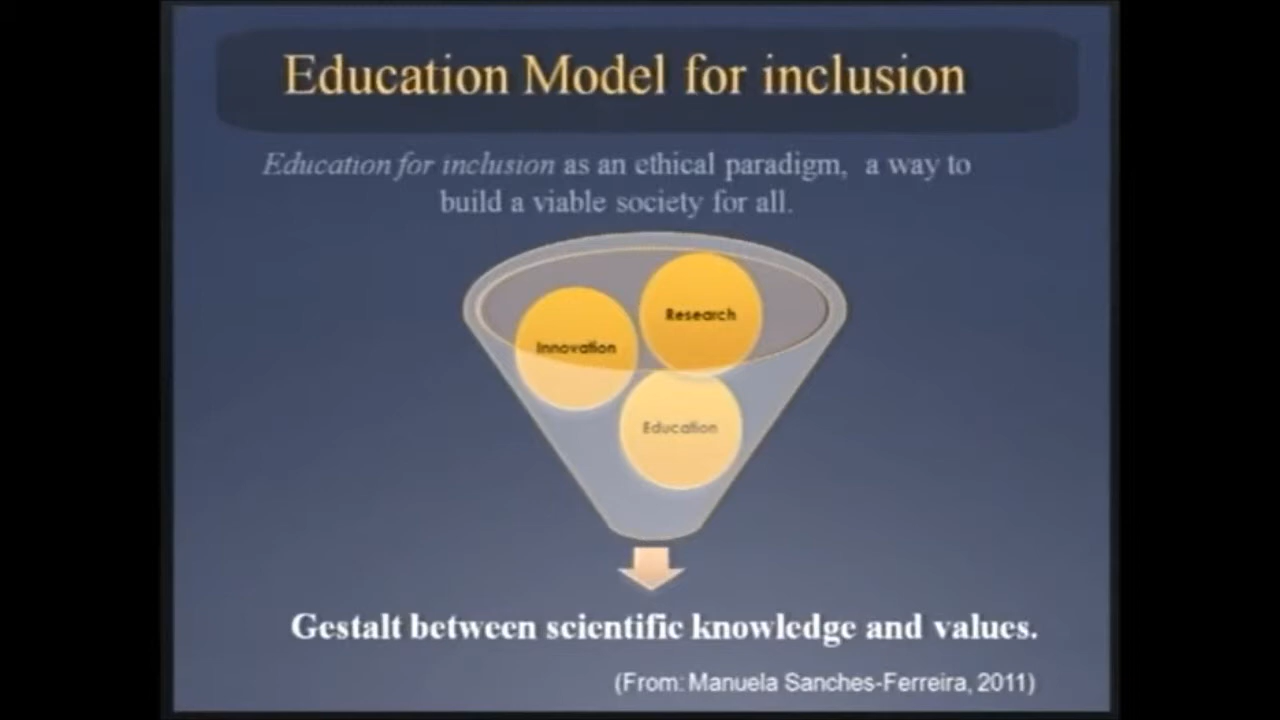 Education Model for inclusion
Education for inclusion as an ethical paradigm, a way to
build a viable society for all.
Research
Innovation
Education
Gestalt between scientific knowledge and values.
(From: Manuela Sanches-Ferreira, 2011)